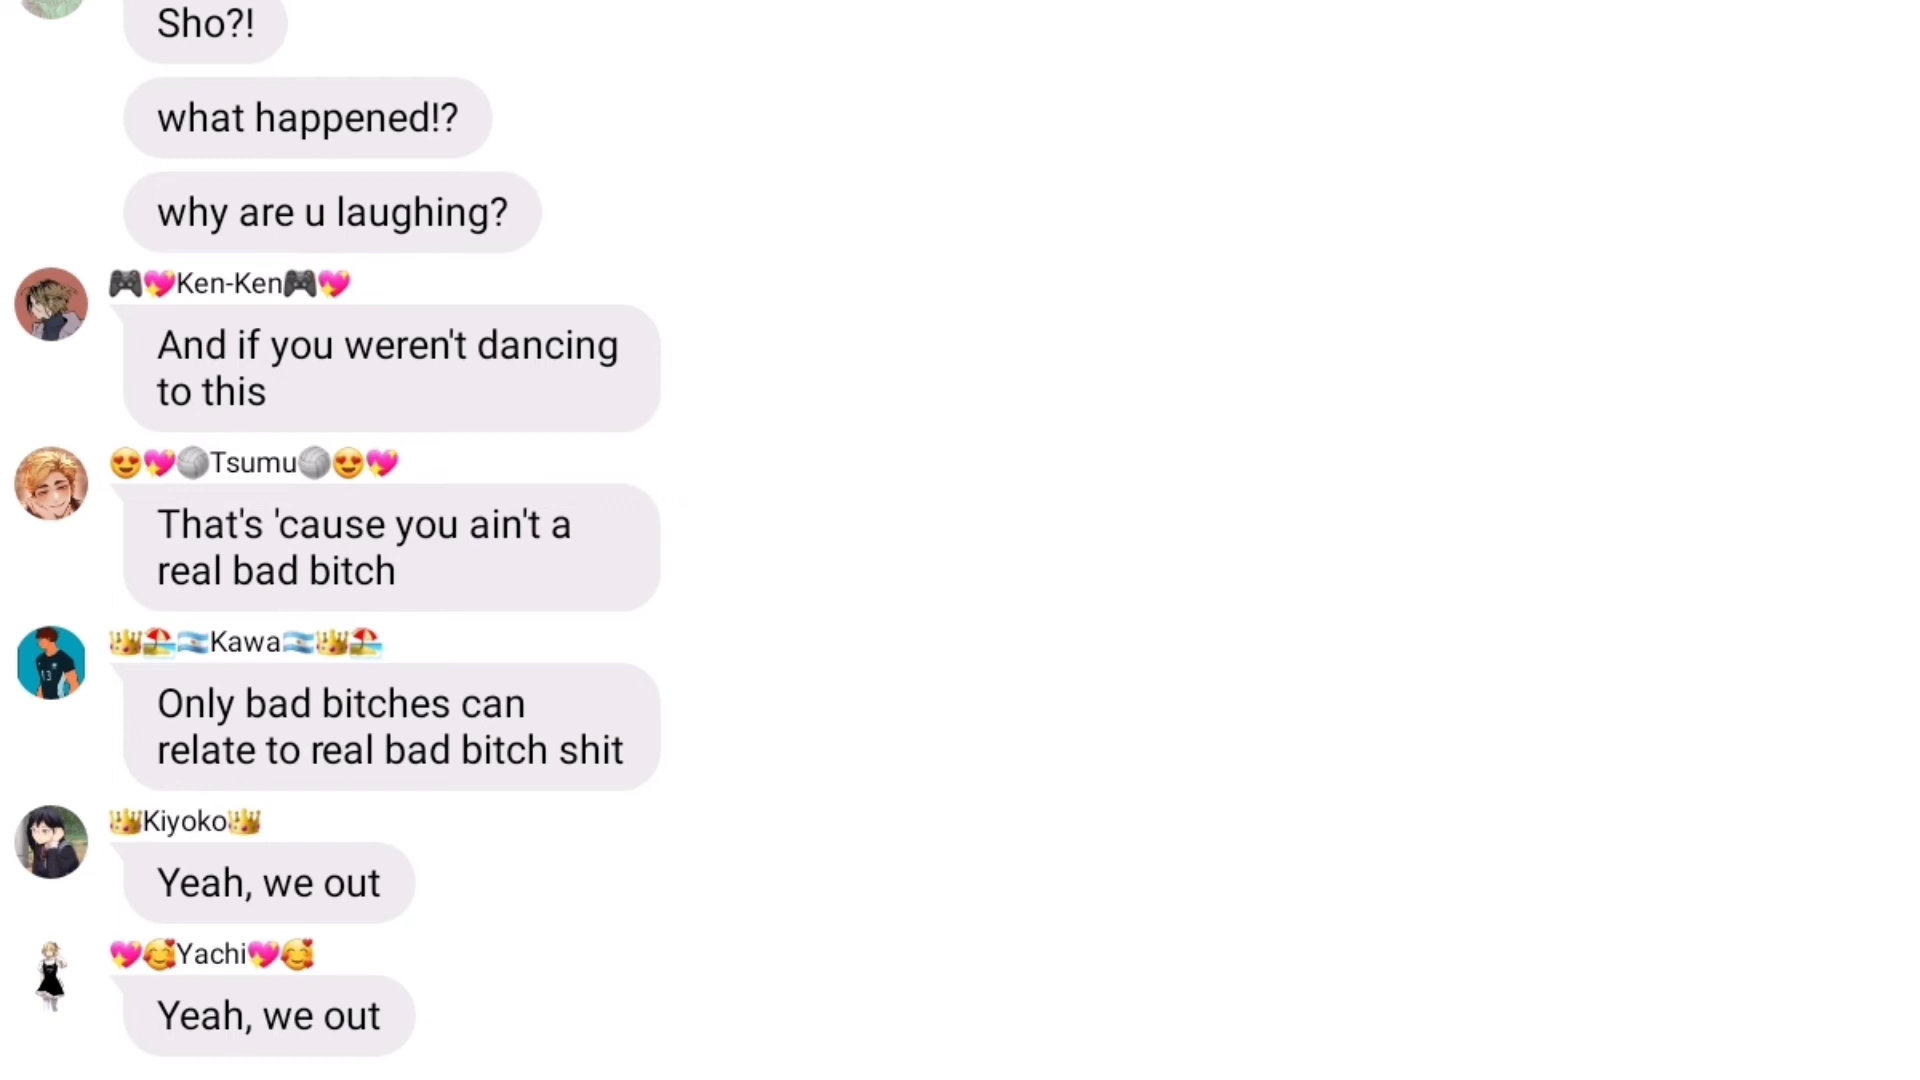 Sho?!
what happened!?
why are u laughing?
🎮💖Ken-Ken🎮💖
And if you weren't dancing
to this
😍💖🏐Tsumu🏐😍💖
That's 'cause you ain't a
real bad bitch
👑🏖️🇦🇷Kawa🇦🇷👑🏖️
Only bad bitches can
relate to real bad bitch shit
👑Kiyoko👑
Yeah, we out
💖🥰Yachi💖🥰
Yeah, we out